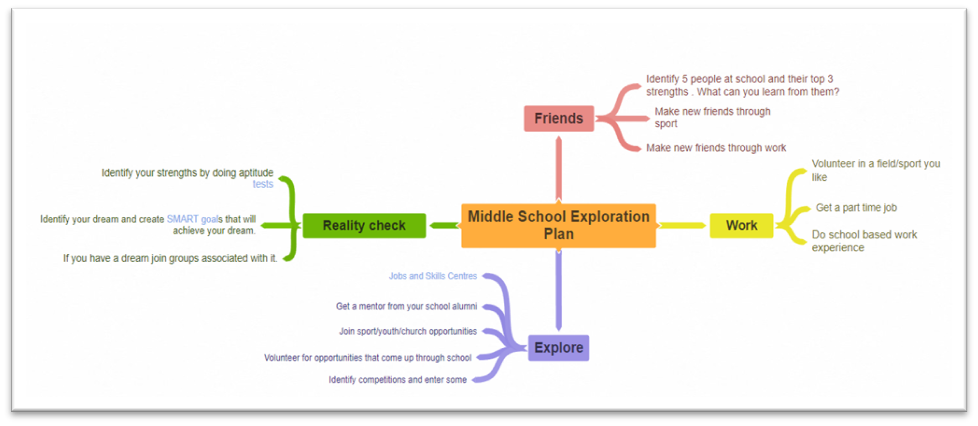 Identify 5 people at school and their top 3
strengths . What can you learn from them?
Friends
Make new friends through
sport
Make new friends through work
Volunteer in a field/sport you
like
Identify your strengths by doing aptitude
tests
Get a part time job
Middle School Exploration
Plan
Identify your dream and create SMART goals that will
achieve your dream.
Reality check
Work
Do school based work
experience
If you have a dream join groups associated with it.
Jobs and Skills Centres
Get a mentor from your school alumni
Join sport/youth/church opportunities
Explore
Volunteer for opportunities that come up through school
Identify competitions and enter some